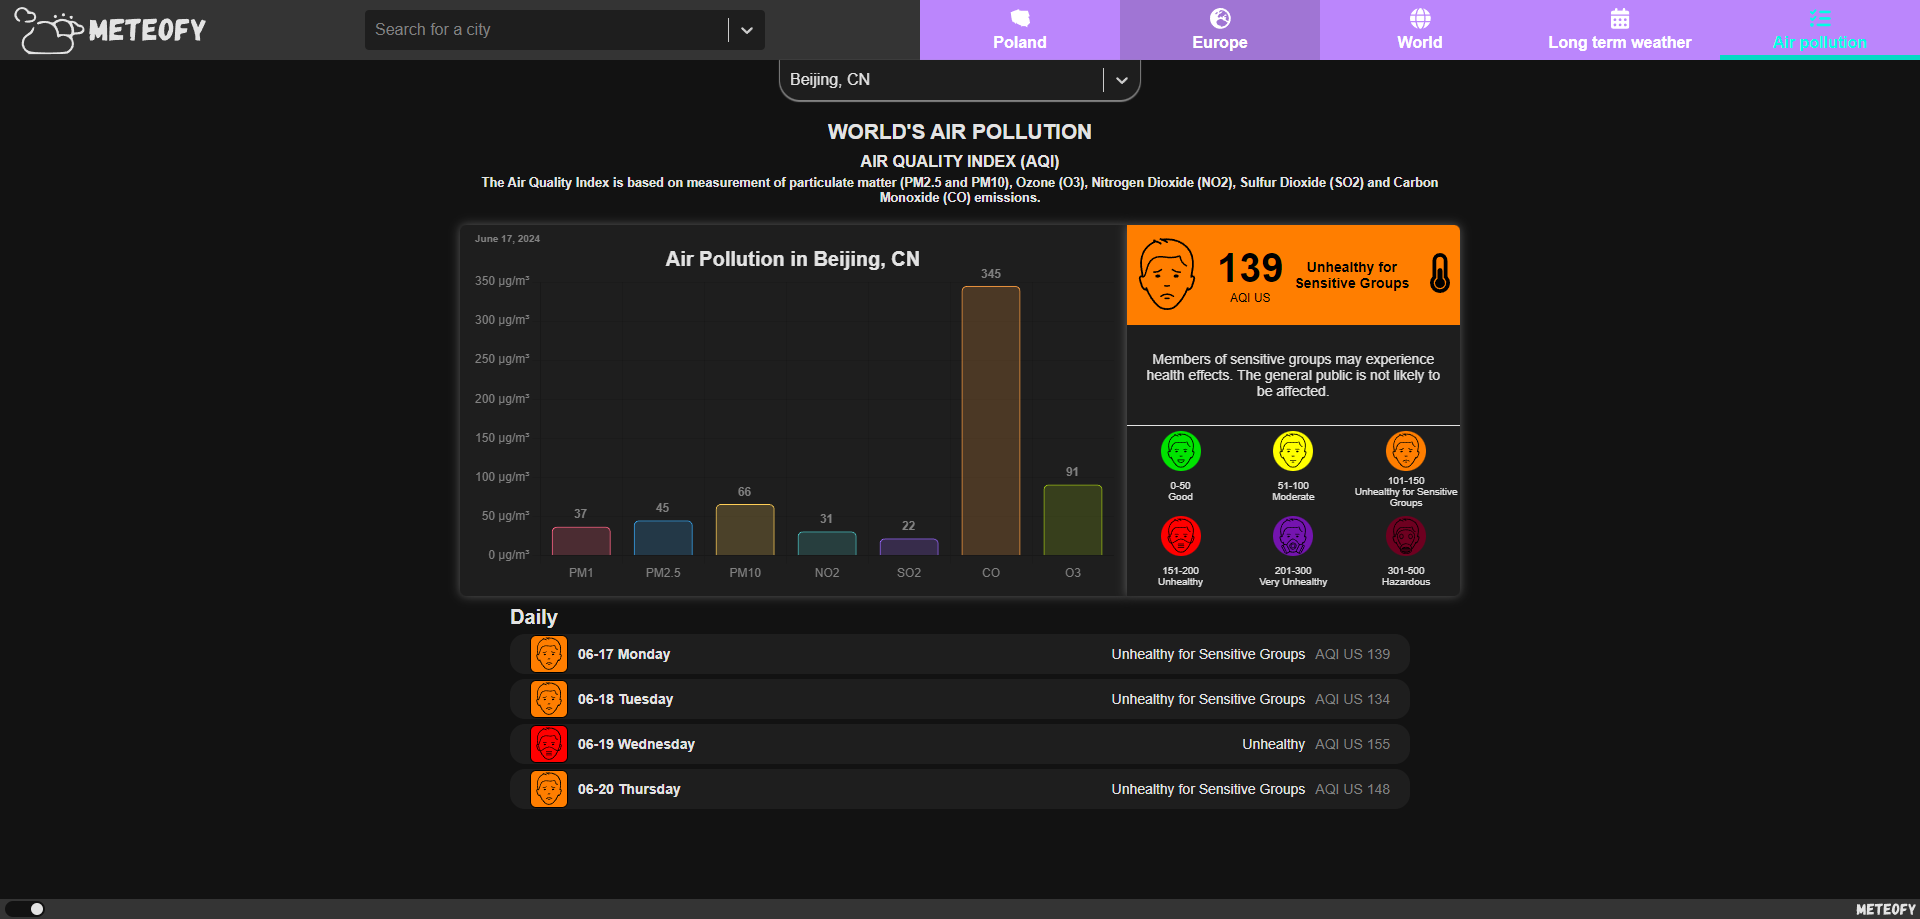 METEOFY
Search for a city
Poland
Europe
World
Long term weather
Air pollution
Beijing, CN
WORLD'S AIR POLLUTION
AIR QUALITY INDEX (AQI)
The Air Quality Index is based on measurement of particulate matter (PM2.5 and PM10), Ozone (O3), Nitrogen Dioxide (NO2), Sulfur Dioxide (SO2) and Carbon
Monoxide (CO) emissions.
June 17, 2024
Air Pollution in Beijing, CN
350 µg/m³
300 µg/m³
250 µg/m³
200 µg/m³
150 µg/m³
100 µg/m³
50 µg/m³
0 µg/m³
37
45
66
31
22
345
91
PM1
PM2.5
PM10
NO2
SO2
CO
O3
139
AQI US
Unhealthy for
Sensitive Groups
Members of sensitive groups may experience
health effects. The general public is not likely to
be affected.
0-50
Good
51-100
Moderate
101-150
Unhealthy for Sensitive
Groups
151-200
Unhealthy
201-300
Very Unhealthy
301-500
Hazardous
Daily
06-17 Monday Unhealthy for Sensitive Groups AQI US 139
06-18 Tuesday Unhealthy for Sensitive Groups AQI US 134
06-19 Wednesday Unhealthy AQI US 155
06-20 Thursday Unhealthy for Sensitive Groups AQI US 148
METEOFY